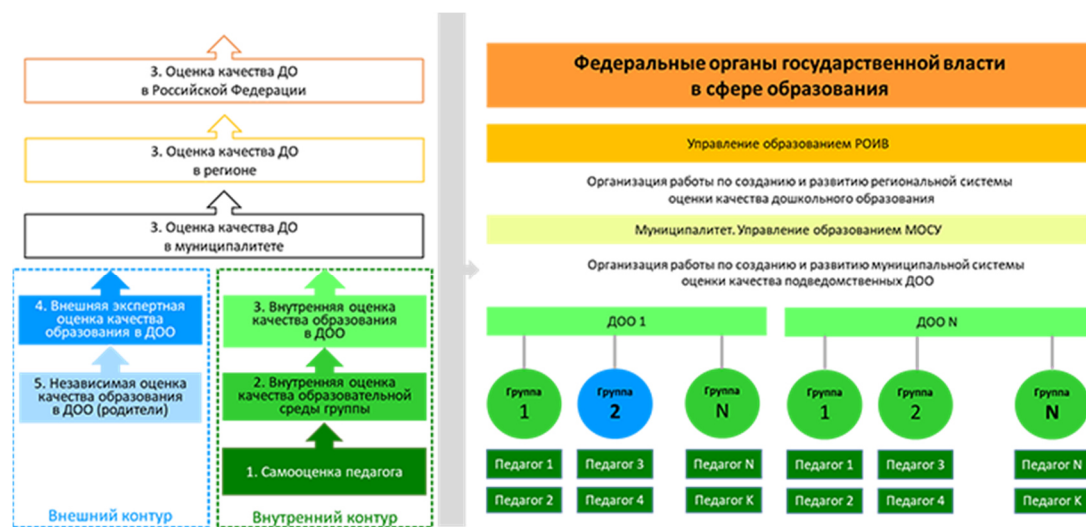 3. Оценка качества ДО
в Российской Федерации
3. Оценка качества ДО
в регионе
3. Оценка качества ДО
в муниципалитете
4. Внешняя экспертная
оценка качества
образования в ДОО
5. Независимая оценка
качества образования
в ДОО (родители)
Внешний контур
3. Внутренняя оценка
качества образования
в ДОО
2. Внутренняя оценка
качества образовательной
среды группы
1. Самооценка педагога
Внутренний контур
Федеральные органы государственной власти
в сфере образования
Управление образованием РОИВ
Организация работы по созданию и развитию региональной системы
оценки качества дошкольного образования
Муниципалитет. Управление образованием МОСУ
Организация работы по созданию и развитию муниципальной системы
оценки качества подведомственных ДОО
ДОО 1
ДОО N
Группа
1
Группа
2
Группа
N
Группа
1
Группа
2
Группа
N
Педагог 1
Педагог 3
Педагог N
Педагог 1
Педагог 3
Педагог N
Педагог 2
Педагог 4
Педагог K
Педагог 2
Педагог 4
Педагог K